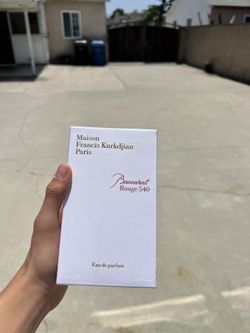 Maison
Francis Kurkdjian
Paris
Baccarat
Rouge 540
Eau de parfum